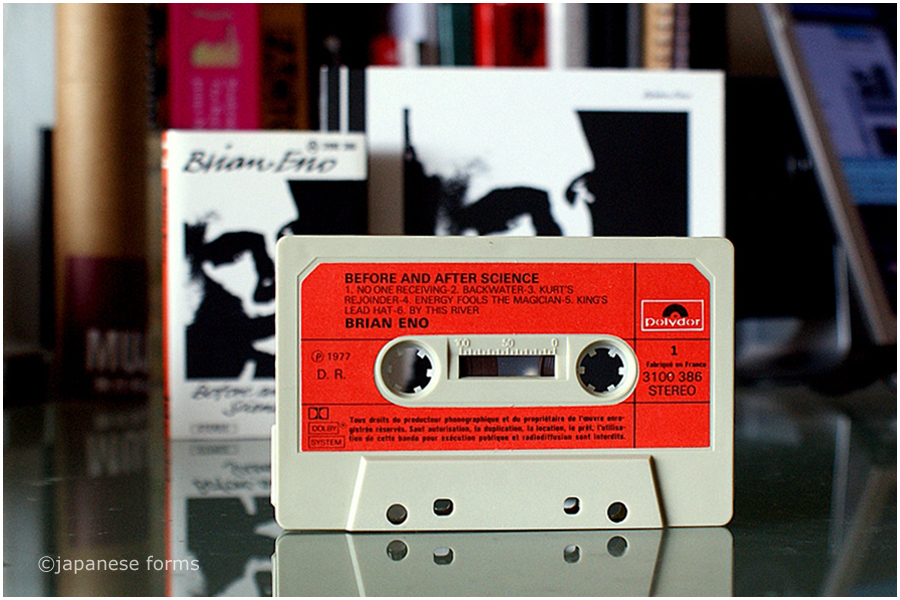 Brian Eno
BEFORE AND AFTER SCIENCE
1. NO ONE RECEIVING-2. BACKWATER-3. KURT'S
REJOINDER-4. ENERGY FOOLS THE MAGICIAN-5. KING'S
LEAD HAT-6. BY THIS RIVER
BRIAN ENO
polydor
Ⓟ 1977
D. R.
100 50 0
1
Fabriqué en France
3100 386
STEREO
DOLBY ®
SYSTEM
Tous droits du producteur phonographique et du propriétaire de l'œuvre enre-
gistrée réservés. Sauf autorisation, la duplication, la location, le prêt, l'utilisa-
tion de cette bande pour exécution publique et radiodiffusion sont interdits.
Before and
Science
©japanese forms